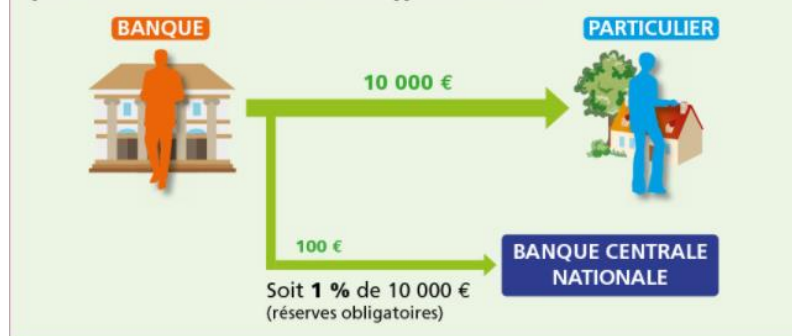 BANQUE
PARTICULIER
10 000 €
100 €
BANQUE CENTRALE
NATIONALE
Soit 1 % de 10 000 €
(réserves obligatoires)